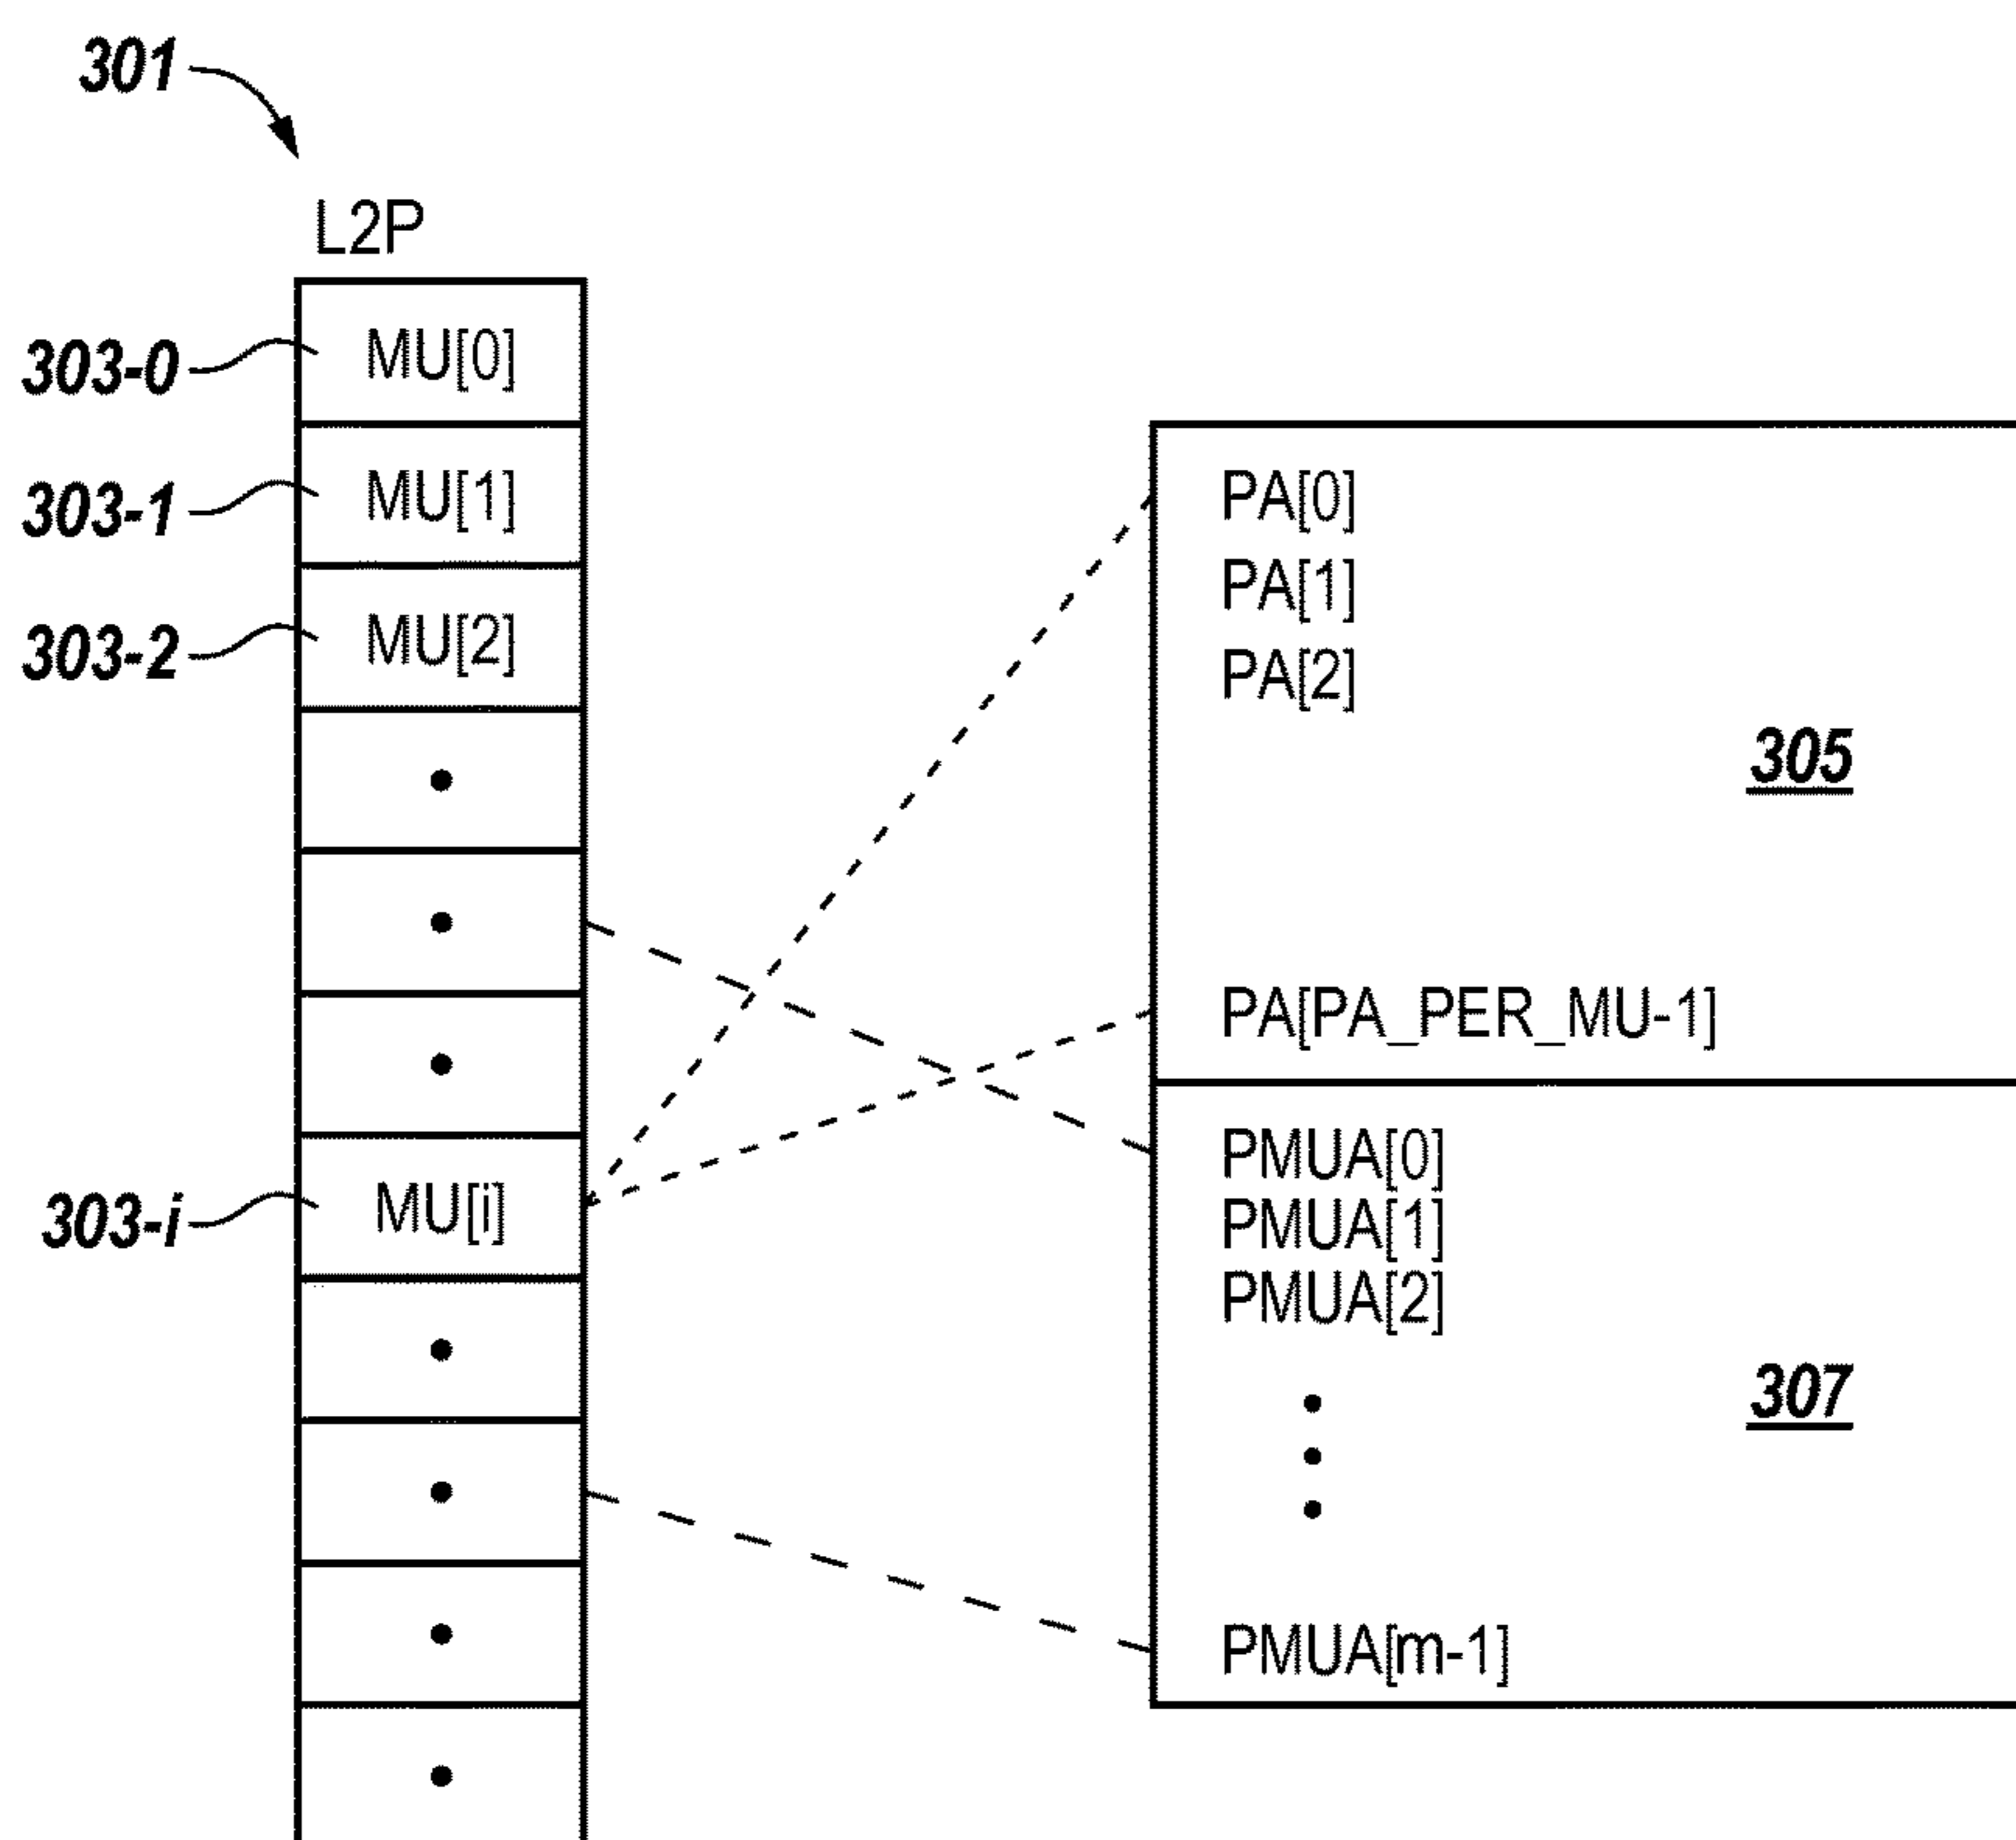 301
L2P
303-0
MU[0]
303-1
MU[1]
303-2
MU[2]
303-i
MU[i]
PA[0]
PA[1]
PA[2]
305
PA[PA_PER_MU-1]
PMUA[0]
PMUA[1]
PMUA[2]
307
PMUA[m-1]